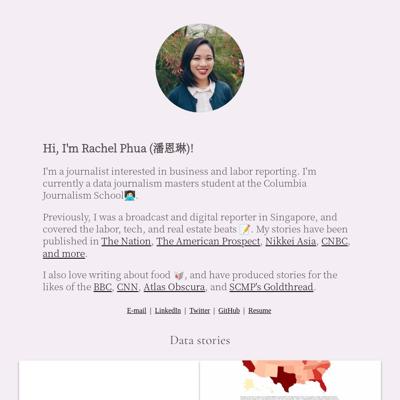 Hi, I'm Rachel Phua (潘恩琳)!
I'm a journalist interested in business and labor reporting. I'm
currently a data journalism masters student at the Columbia
Journalism School👩🏻‍💻.
Previously, I was a broadcast and digital reporter in Singapore, and
covered the labor, tech, and real estate beats 📝. My stories have been
published in The Nation, The American Prospect, Nikkei Asia, CNBC,
and more.
I also love writing about food 🥡, and have produced stories for the
likes of the BBC, CNN, Atlas Obscura, and SCMP's Goldthread.
E-mail | LinkedIn | Twitter | GitHub | Resume
Data stories